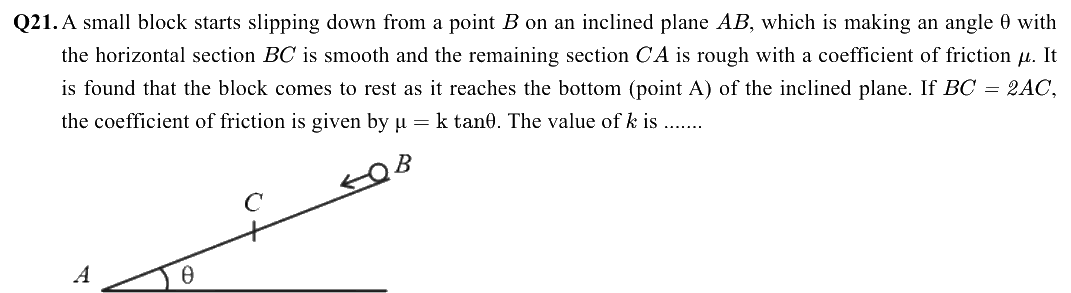 Q21. A small block starts slipping down from a point B on an inclined plane AB, which is making an angle θ with
the horizontal section BC is smooth and the remaining section CA is rough with a coefficient of friction μ. It
is found that the block comes to rest as it reaches the bottom (point A) of the inclined plane. If BC = 2AC,
the coefficient of friction is given by μ = k tanθ. The value of k is .......
B
C
A
θ